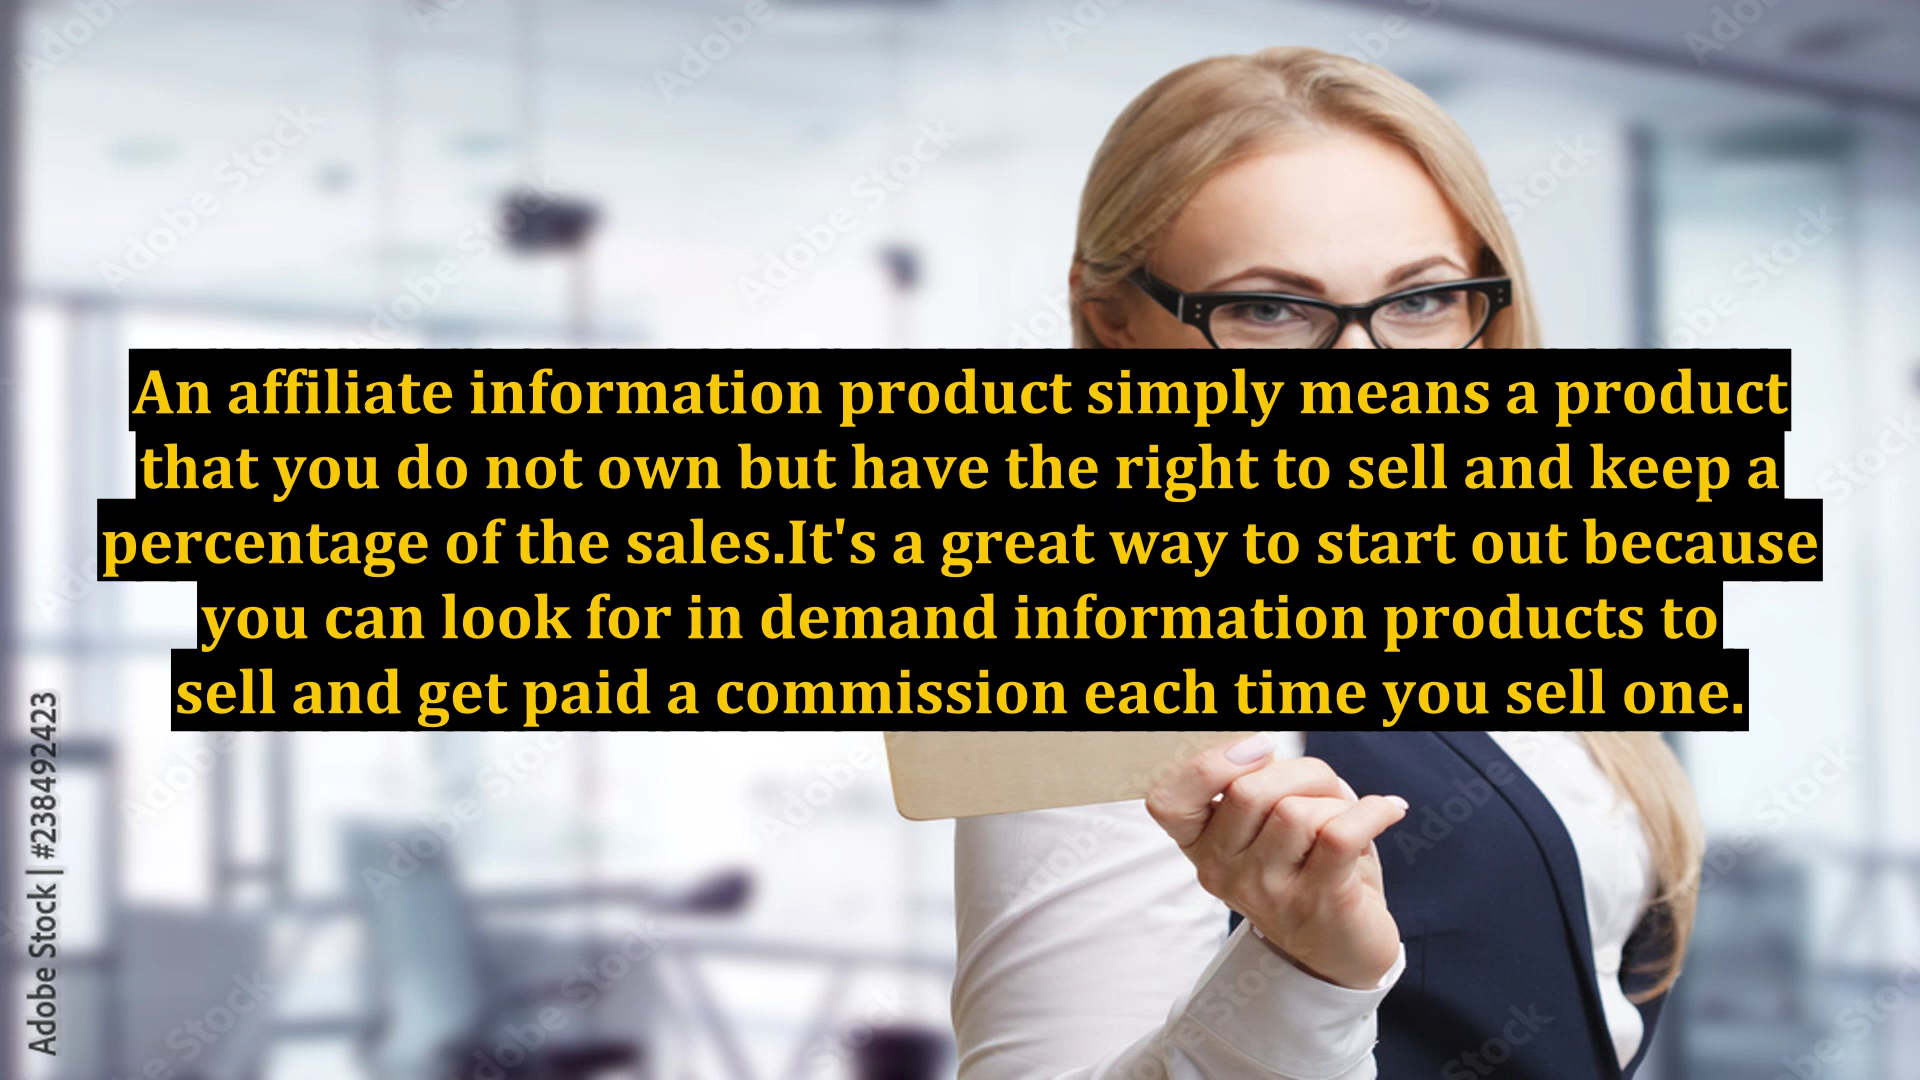 An affiliate information product simply means a product
that you do not own but have the right to sell and keep a
percentage of the sales.It's a great way to start out because
you can look for in demand information products to
sell and get paid a commission each time you sell one.
Adobe Stock | #238492423
Adobe Stock